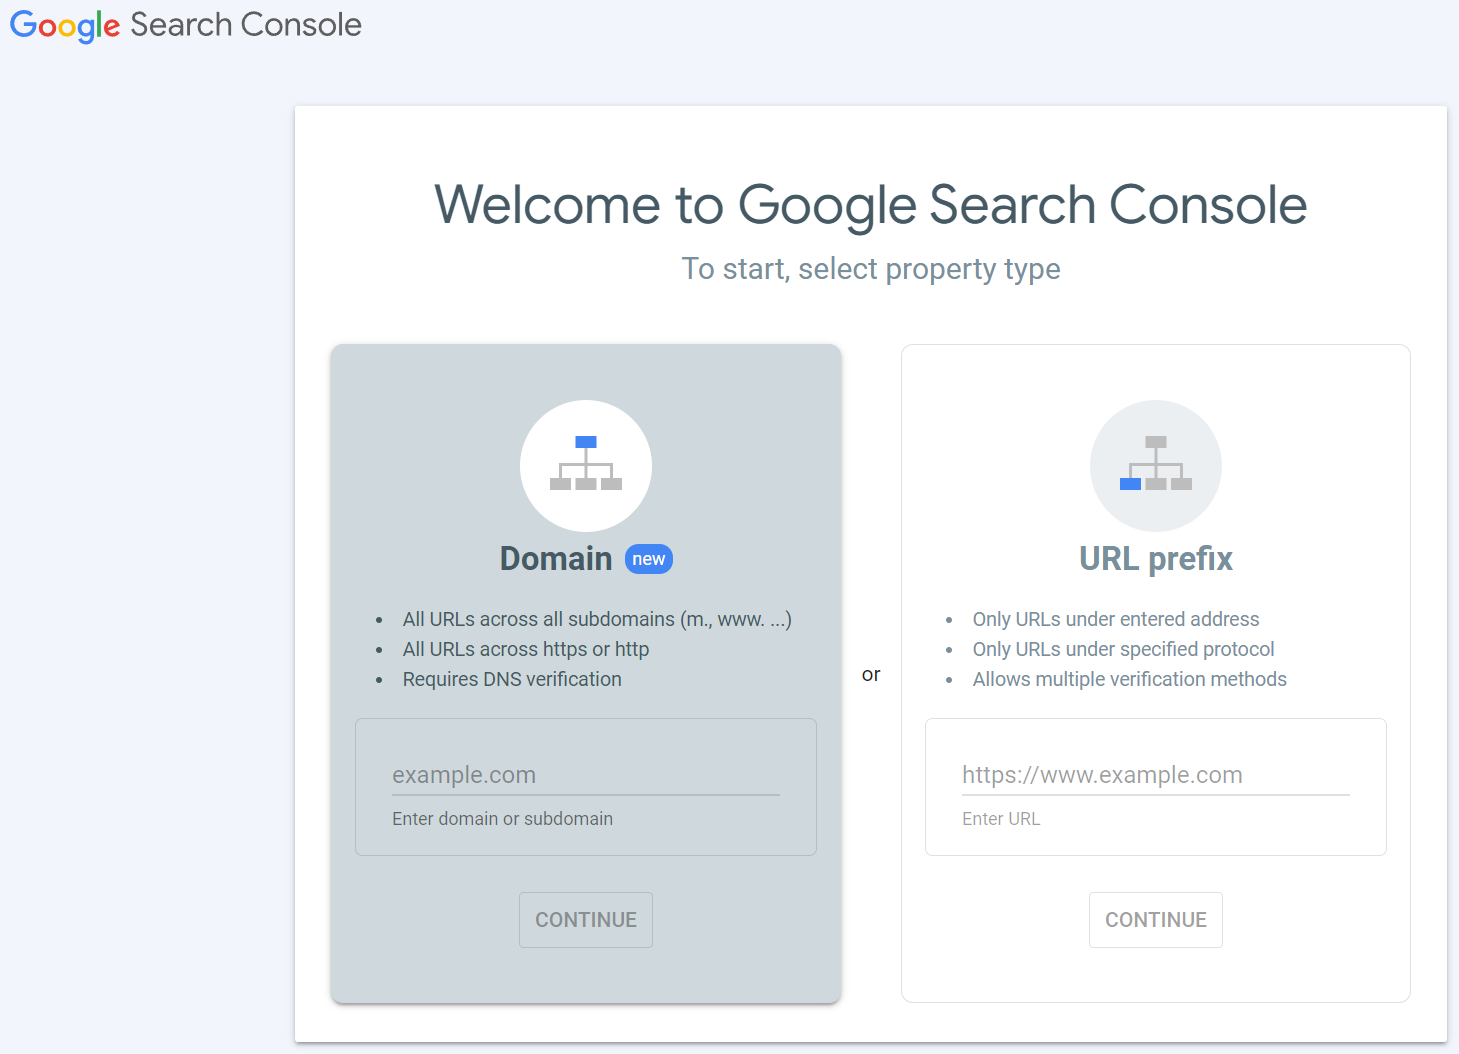 Google Search Console
Welcome to Google Search Console
To start, select property type
Domain new
All URLs across all subdomains (m., www. ...)
All URLs across https or http
Requires DNS verification
example.com
Enter domain or subdomain
CONTINUE
or
URL prefix
Only URLs under entered address
Only URLs under specified protocol
Allows multiple verification methods
https://www.example.com
Enter URL
CONTINUE